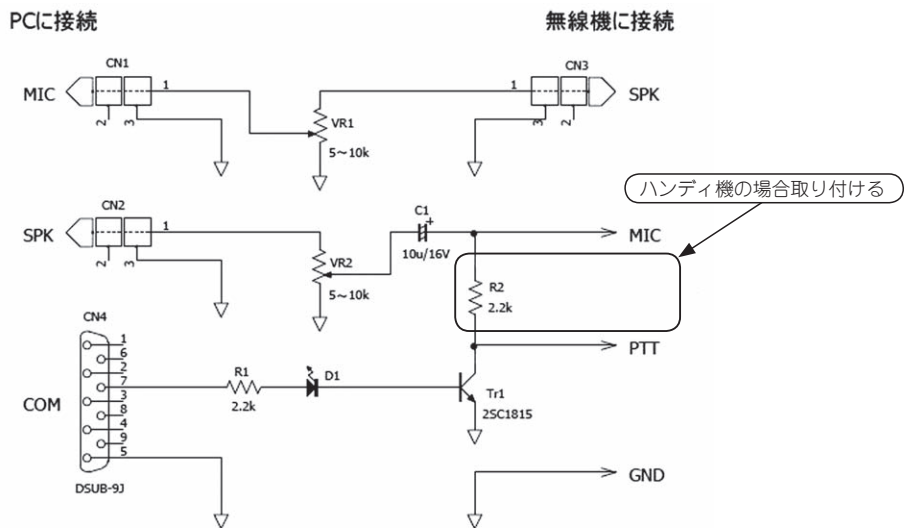 PCに接続
無線機に接続
CN1
MIC
1
2
3
VR1
5～10k
CN3
1
3
2
SPK
ハンディ機の場合取り付ける
CN2
SPK
1
2
3
VR2
5～10k
C1
+
10u/16V
MIC
R2
2.2k
PTT
CN4
COM
1
6
2
7
3
8
4
9
5
DSUB-9J
R1
2.2k
D1
Tr1
2SC1815
GND